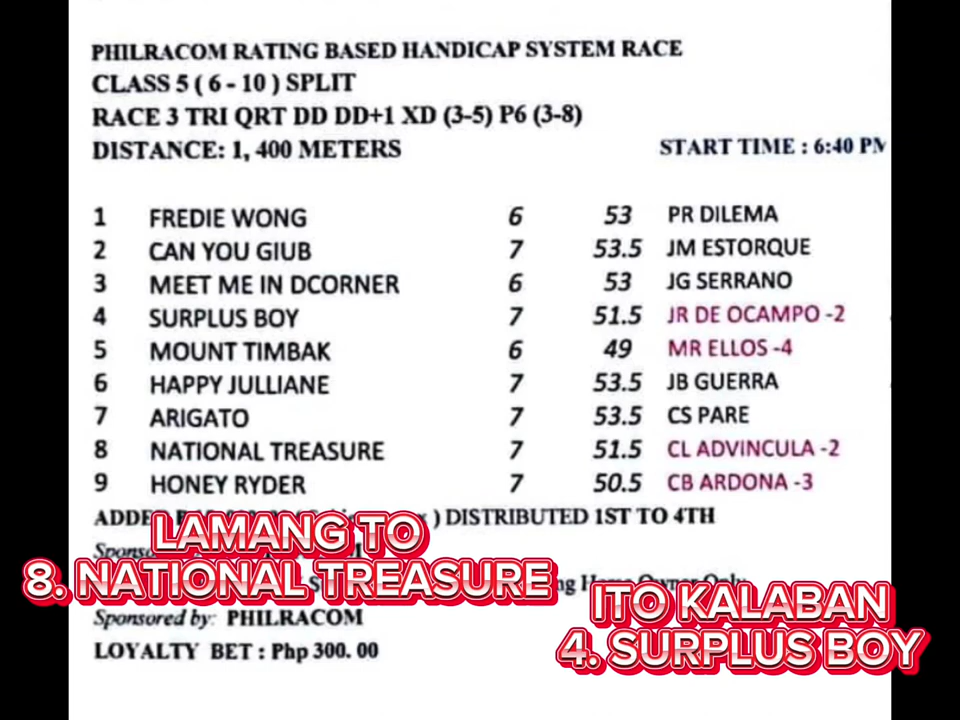 PHILRACOM RATING BASED HANDICAP SYSTEM RACE
CLASS 5 ( 6 - 10 ) SPLIT
RACE 3 TRI QRT DD DD+1 XD (3-5) P6 (3-8)
DISTANCE: 1, 400 METERS START TIME : 6:40 PM
1 FREDIE WONG 6 53 PR DILEMA
2 CAN YOU GIUB 7 53.5 JM ESTORQUE
3 MEET ME IN DCORNER 6 53 JG SERRANO
4 SURPLUS BOY 7 51.5 JR DE OCAMPO -2
5 MOUNT TIMBAK 6 49 MR ELLOS -4
6 HAPPY JULLIANE 7 53.5 JB GUERRA
7 ARIGATO 7 53.5 CS PARE
8 NATIONAL TREASURE 7 51.5 CL ADVINCULA -2
9 HONEY RYDER 7 50.5 CB ARDONA -3
) DISTRIBUTED 1ST TO 4TH
LAMANG TO
8. NATIONAL TREASURE
Owner Only
ITO KALABAN
4. SURPLUS BOY
Sponsored by: PHILRACOM
LOYALTY BET : Php 300. 00